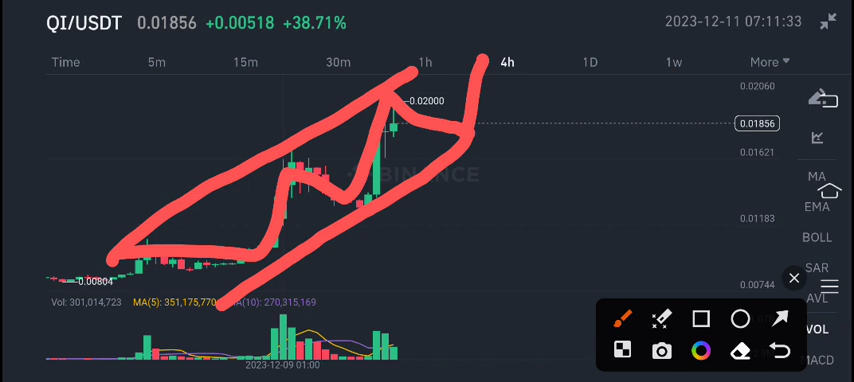 QI/USDT 0.01856 +0.00518 +38.71% 2023-12-11 07:11:33
Time 5m 15m 30m 1h 4h 1D 1w More
0.02060
0.02000
0.01856
0.01621
BINANCE
MA
EMA
0.01183
BOLL
SAR
0.00804
0.00744
AVL
Vol: 301,014,723 MA(5): 351,175,770 MA(10): 270,315,169
VOL
MACD
2023-12-09 01:00